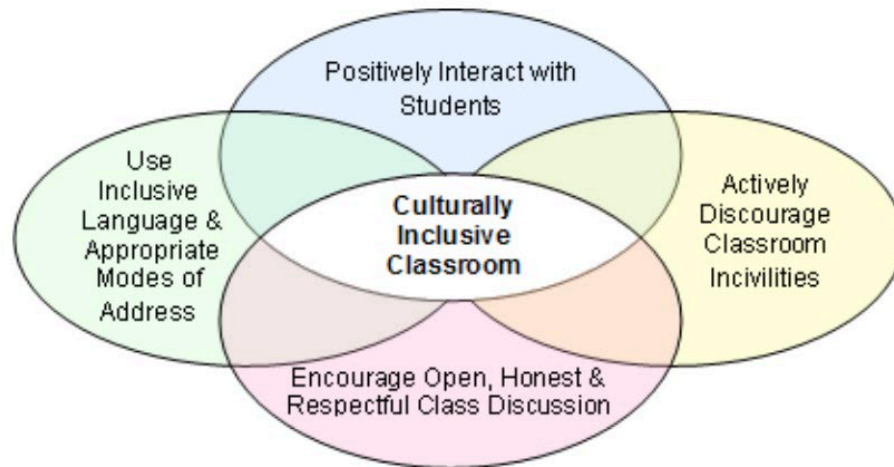 Positively Interact with
Students
Use
Inclusive
Language &
Appropriate
Modes of
Address
Culturally
Inclusive
Classroom
Actively
Discourage
Classroom
Incivilities
Encourage Open, Honest &
Respectful Class Discussion